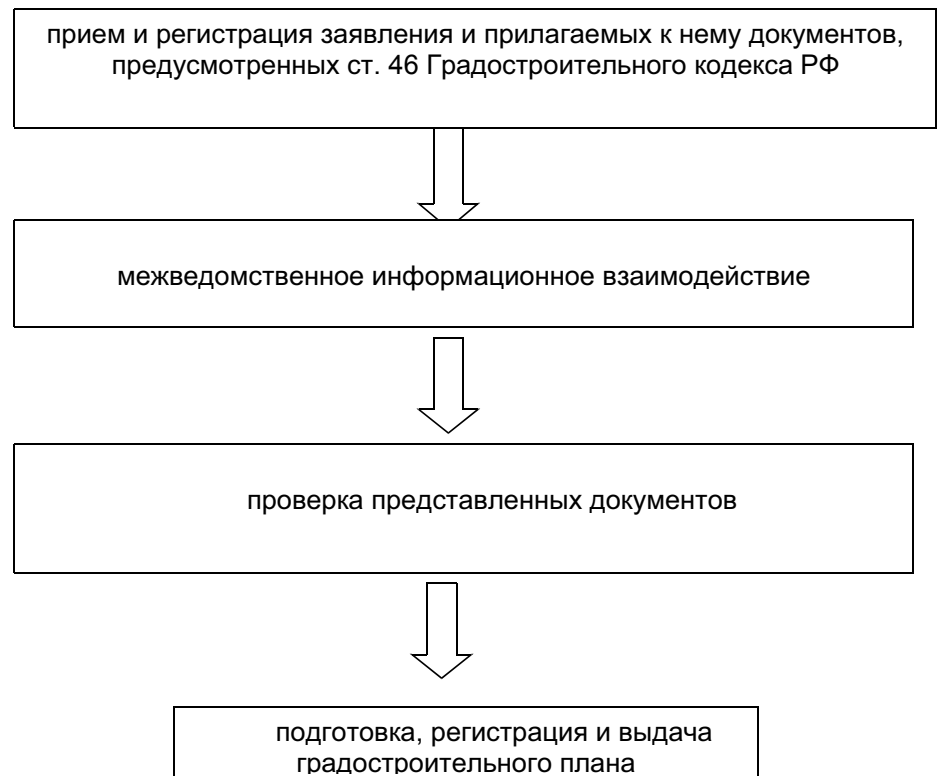 прием и регистрация заявления и прилагаемых к нему документов,
предусмотренных ст. 46 Градостроительного кодекса РФ
межведомственное информационное взаимодействие
проверка представленных документов
подготовка, регистрация и выдача
градостроительного плана